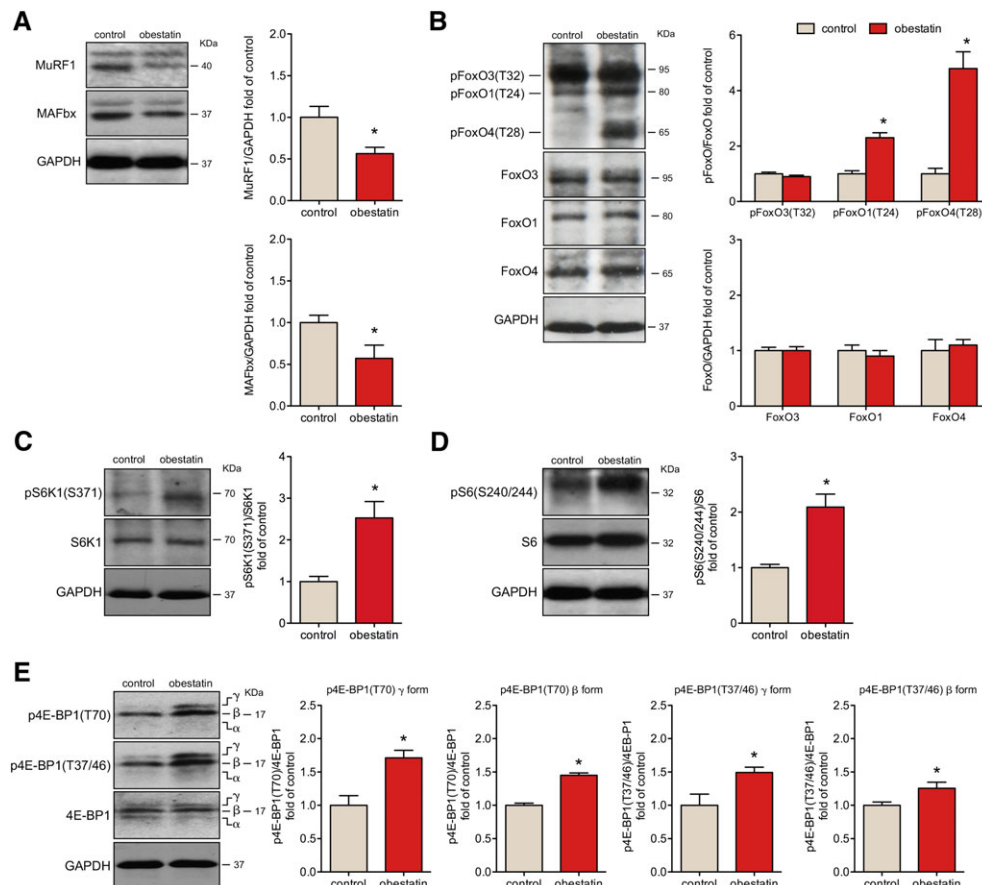 A
control obestatin
KDa
MuRF1
40
MAFbx
37
GAPDH
37
MuRF1/GAPDH fold of control
2.0
1.5
1.0
0.5
0.0
*
control obestatin
MAFbx/GAPDH fold of control
2.0
1.5
1.0
0.5
0.0
*
control obestatin
B
control obestatin
KDa
pFoxO3(T32)
95
pFoxO1(T24)
80
pFoxO4(T28)
65
FoxO3
95
FoxO1
80
FoxO4
65
GAPDH
37
control obestatin
pFoxO/FoxO fold of control
6
4
2
0
*
*
pFoxO3(T32) pFoxO1(T24) pFoxO4(T28)
FoxO/GAPDH fold of control
3
2
1
0
FoxO3 FoxO1 FoxO4
C
control obestatin
KDa
pS6K1(S371)
70
S6K1
70
GAPDH
37
pS6K1(S371)/S6K1
fold of control
4
3
2
1
0
*
control obestatin
D
control obestatin
KDa
pS6(S240/244)
32
S6
32
GAPDH
37
pS6(S240/244)/S6
fold of control
3
2
1
0
*
control obestatin
E
control obestatin
KDa
p4E-BP1(T70)
γ
β 17
α
p4E-BP1(T37/46)
γ
β 17
α
4E-BP1
γ
β 17
α
GAPDH
37
p4E-BP1(T70) γ form
p4E-BP1(T70)/4E-BP1
fold of control
2.5
2.0
1.5
1.0
0.5
0.0
*
control obestatin
p4E-BP1(T70) β form
p4E-BP1(T70)/4E-BP1
fold of control
2.5
2.0
1.5
1.0
0.5
0.0
*
control obestatin
p4E-BP1(T37/46) γ form
p4E-BP1(T37/46)/4EB-P1
fold of control
2.5
2.0
1.5
1.0
0.5
0.0
*
control obestatin
p4E-BP1(T37/46) β form
p4E-BP1(T37/46)/4E-BP1
fold of control
2.5
2.0
1.5
1.0
0.5
0.0
*
control obestatin